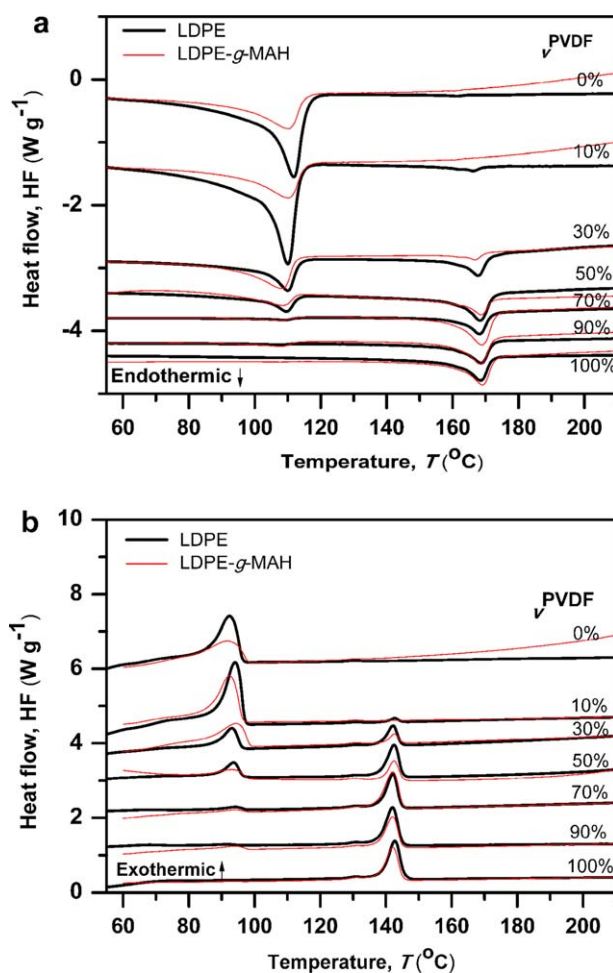 a
LDPE
LDPE-g-MAH
vPVDF
0%
10%
30%
50%
70%
90%
100%
0
-2
-4
Heat flow, HF (W g-1)
Endothermic ↓
60 80 100 120 140 160 180 200
Temperature, T (oC)
b
LDPE
LDPE-g-MAH
vPVDF
0%
10%
30%
50%
70%
90%
100%
10
8
6
4
2
0
Heat flow, HF (W g-1)
Exothermic ↑
60 80 100 120 140 160 180 200
Temperature, T (oC)